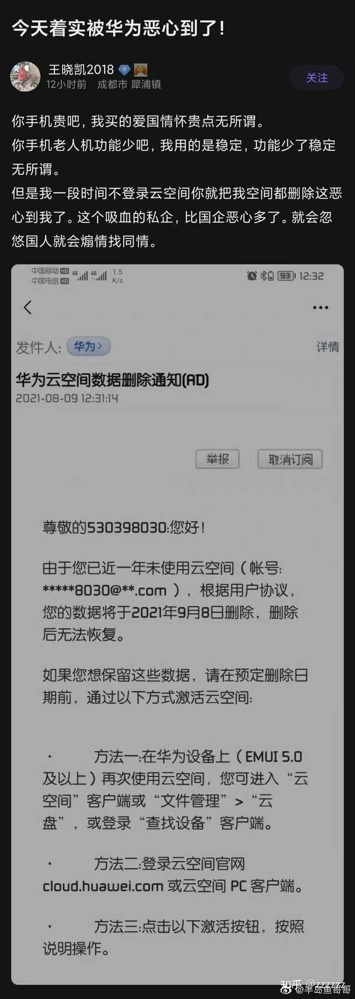 今天着实被华为恶心到了!
王晓凯2018 9
12小时前 成都市 犀浦镇
关注
你手机贵吧, 我买的爱国情怀贵点无所谓。
你手机老人机功能少吧, 我用的是稳定, 功能少了稳定
无所谓。
但是我一段时间不登录云空间你就把我空间都删除这恶
心到我了。这个吸血的私企, 比国企恶心多了。就会忽
悠国人就会煽情找同情。
中国移动 HD 4G 4G 1.5
中国电信 HD K/s
93 12:32
发件人: 华为>
详情
华为云空间数据删除通知(AD)
2021-08-09 12:31:14
举报 取消订阅
尊敬的530398030:您好!
由于您已近一年未使用云空间（帐号:
*****8030@**.com ）, 根据用户协议,
您的数据将于2021年9月8日删除, 删除
后无法恢复。
如果您想保留这些数据, 请在预定删除日
期前, 通过以下方式激活云空间:
· 方法一:在华为设备上（EMUI 5.0
及以上）再次使用云空间, 您可进入“云
空间”客户端或“文件管理”>“云
盘”, 或登录“查找设备”客户端。
· 方法二:登录云空间官网
cloud.huawei.com 或云空间 PC 客户端。
· 方法三:点击以下激活按钮, 按照
说明操作。
知乎 @zzzzzz
@半岛鱼哥哥